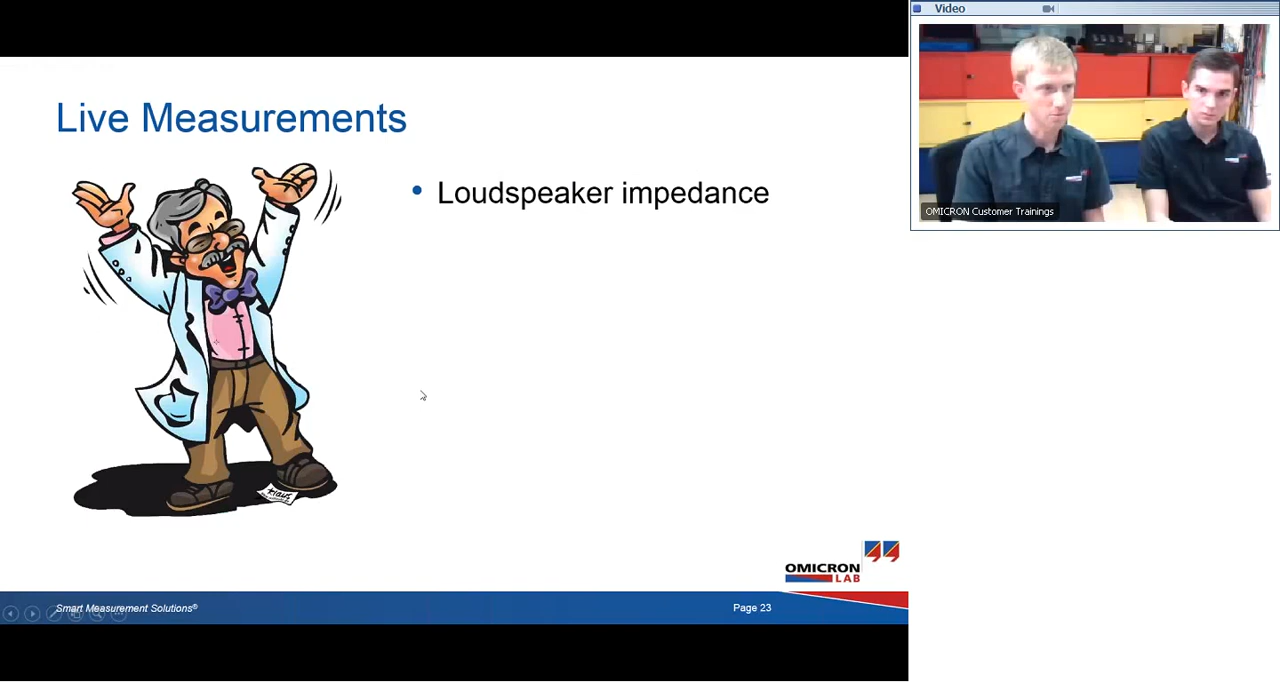 Video
Live Measurements
• Loudspeaker impedance
OMICRON Customer Trainings
OMICRON
LAB
Smart Measurement Solutions®
Page 23